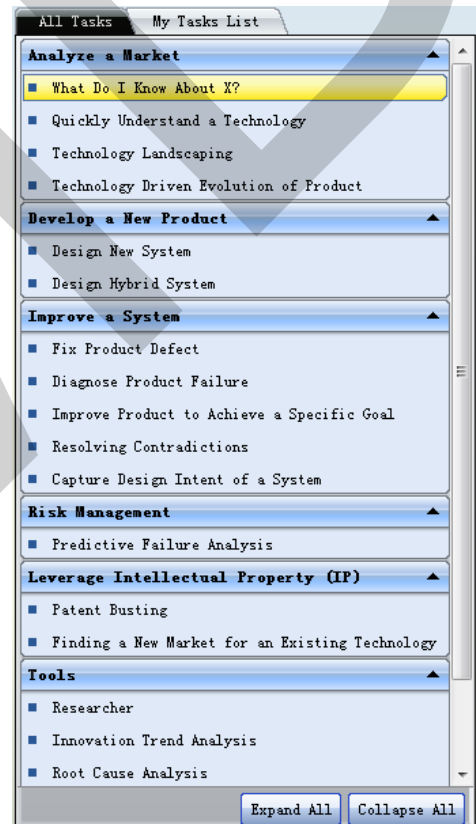 All Tasks My Tasks List
Analyze a Market
What Do I Know About X?
Quickly Understand a Technology
Technology Landscaping
Technology Driven Evolution of Product
Develop a New Product
Design New System
Design Hybrid System
Improve a System
Fix Product Defect
Diagnose Product Failure
Improve Product to Achieve a Specific Goal
Resolving Contradictions
Capture Design Intent of a System
Risk Management
Predictive Failure Analysis
Leverage Intellectual Property (IP)
Patent Busting
Finding a New Market for an Existing Technology
Tools
Researcher
Innovation Trend Analysis
Root Cause Analysis
Expand All Collapse All